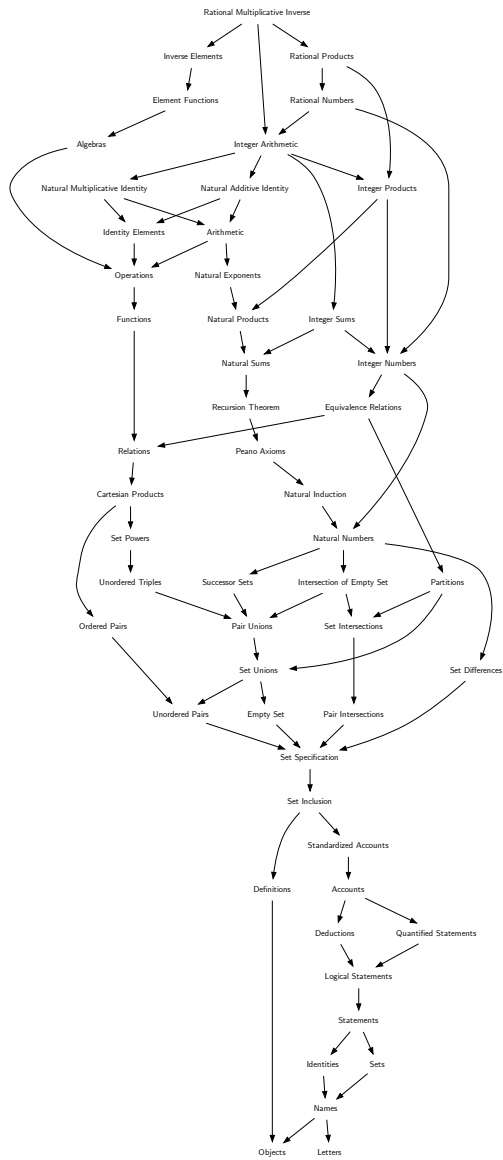 Rational Multiplicative Inverse
Inverse Elements Rational Products
Element Functions Rational Numbers
Algebras Integer Arithmetic
Natural Multiplicative Identity Natural Additive Identity Integer Products
Identity Elements Arithmetic
Operations Natural Exponents
Functions Natural Products Integer Sums
Natural Sums Integer Numbers
Recursion Theorem Equivalence Relations
Relations Peano Axioms
Cartesian Products Natural Induction
Set Powers Natural Numbers
Unordered Triples Successor Sets Intersection of Empty Set Partitions
Ordered Pairs Pair Unions Set Intersections
Set Unions Set Differences
Unordered Pairs Empty Set Pair Intersections
Set Specification
Set Inclusion
Standardized Accounts
Definitions Accounts
Deductions Quantified Statements
Logical Statements
Statements
Identities Sets
Names
Objects Letters